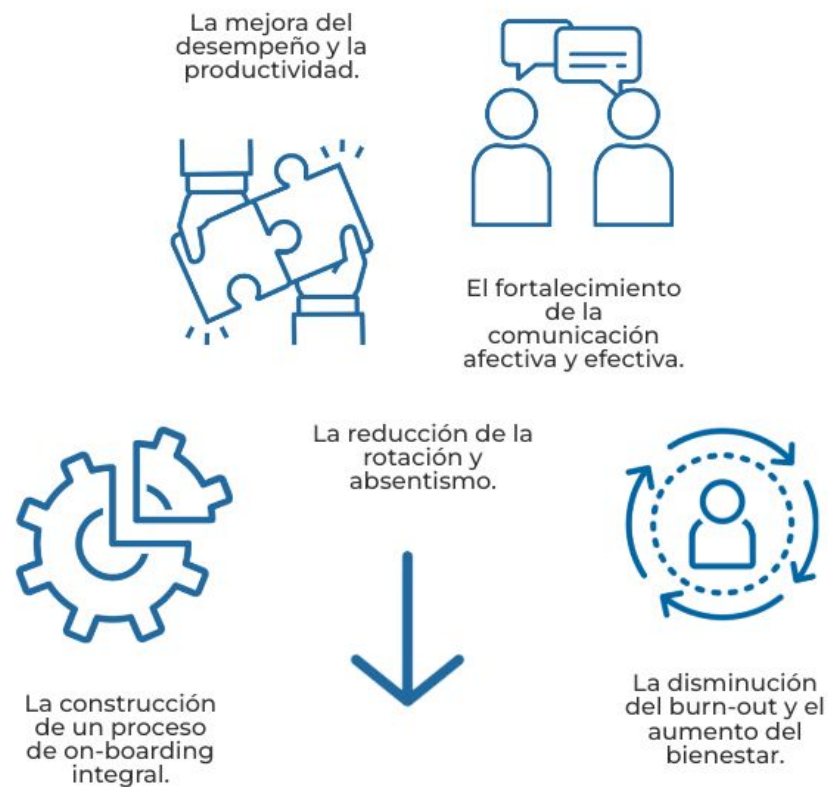 La mejora del
desempeño y la
productividad.
El fortalecimiento
de la
comunicación
afectiva y efectiva.
La reducción de la
rotación y
absentismo.
La construcción
de un proceso
de on-boarding
integral.
La disminución
del burn-out y el
aumento del
bienestar.